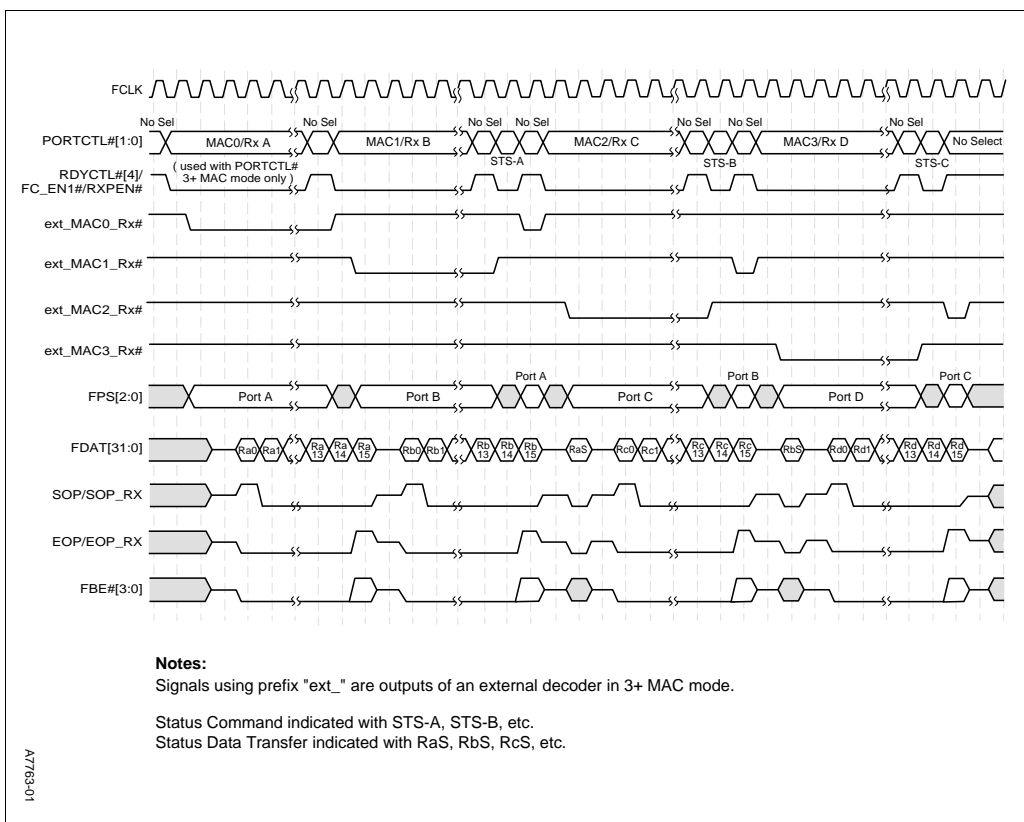 FCLK
No Sel No Sel No Sel No Sel No Sel No Sel No Sel
PORTCTL#[1:0] MAC0/Rx A MAC1/Rx B MAC2/Rx C MAC3/Rx D No Select
STS-A STS-B STS-C
( used with PORTCTL#
3+ MAC mode only )
RDYCTL#[4]/
FC_EN1#/RXPEN#
ext_MAC0_Rx#
ext_MAC1_Rx#
ext_MAC2_Rx#
ext_MAC3_Rx#
Port A Port B Port C
FPS[2:0] Port A Port B Port C Port D
FDAT[31:0] Ra0 Ra1 Ra 13 Ra 14 Ra 15 Rb0 Rb1 Rb 13 Rb 14 Rb 15 RaS Rc0 Rc1 Rc 13 Rc 14 Rc 15 RbS Rd0 Rd1 Rd 13 Rd 14 Rd 15
SOP/SOP_RX
EOP/EOP_RX
FBE#[3:0]
Notes:
Signals using prefix "ext_" are outputs of an external decoder in 3+ MAC mode.
Status Command indicated with STS-A, STS-B, etc.
Status Data Transfer indicated with RaS, RbS, RcS, etc.
A7763-01